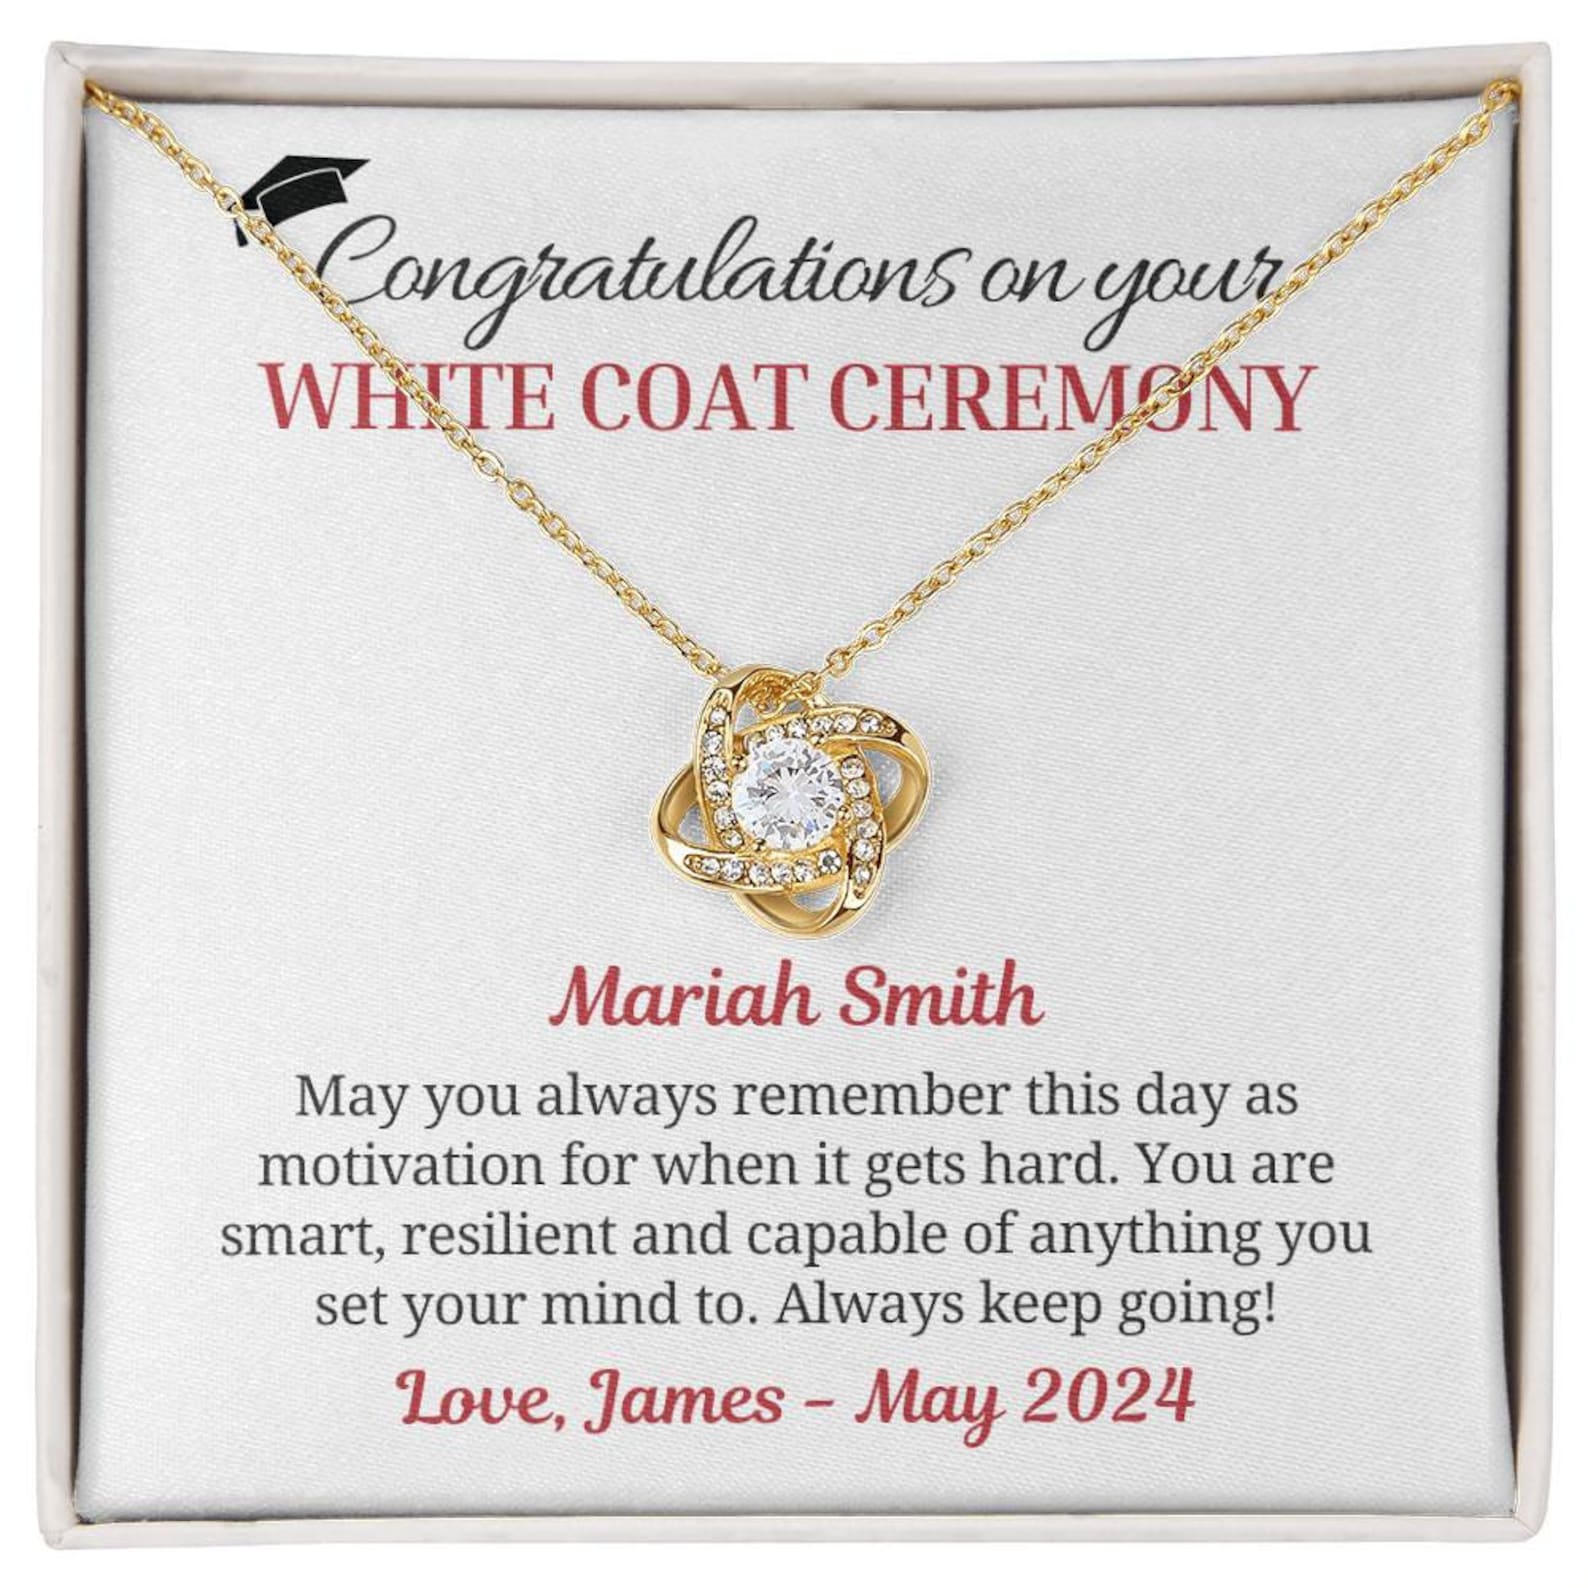 Congratulations on your
WHITE COAT CEREMONY
Mariah Smith
May you always remember this day as
motivation for when it gets hard. You are
smart, resilient and capable of anything you
set your mind to. Always keep going!
Love, James – May 2024